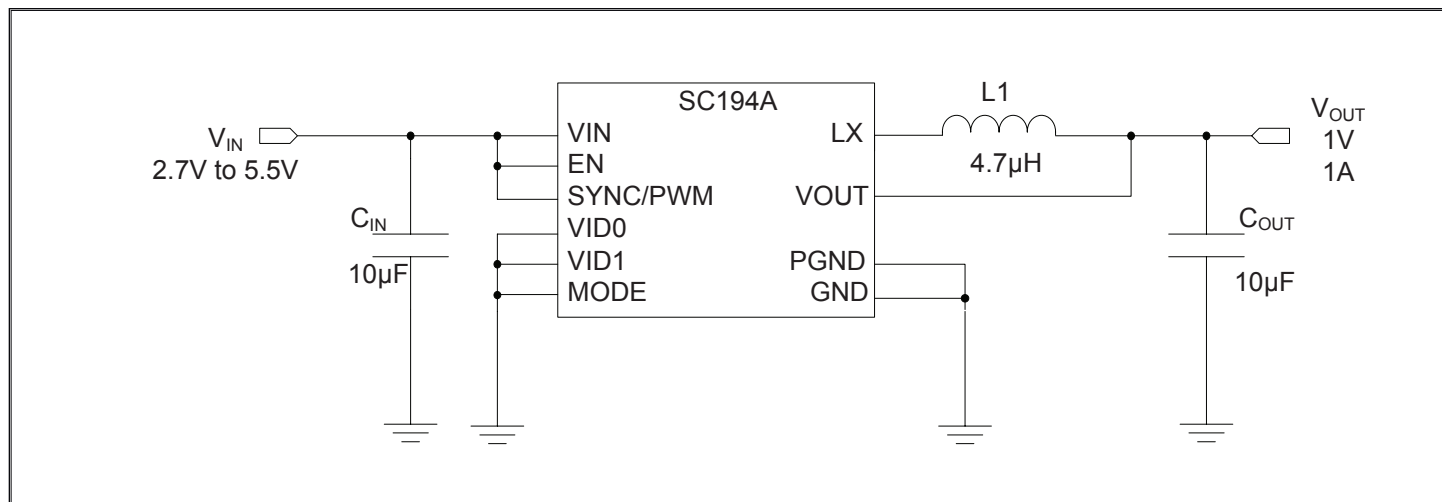 SC194A
L1
V_OUT
1V
1A
V_IN
2.7V to 5.5V
VIN
LX
EN
4.7µH
SYNC/PWM
VOUT
C_IN
VID0
C_OUT
10µF
VID1
PGND
10µF
MODE
GND